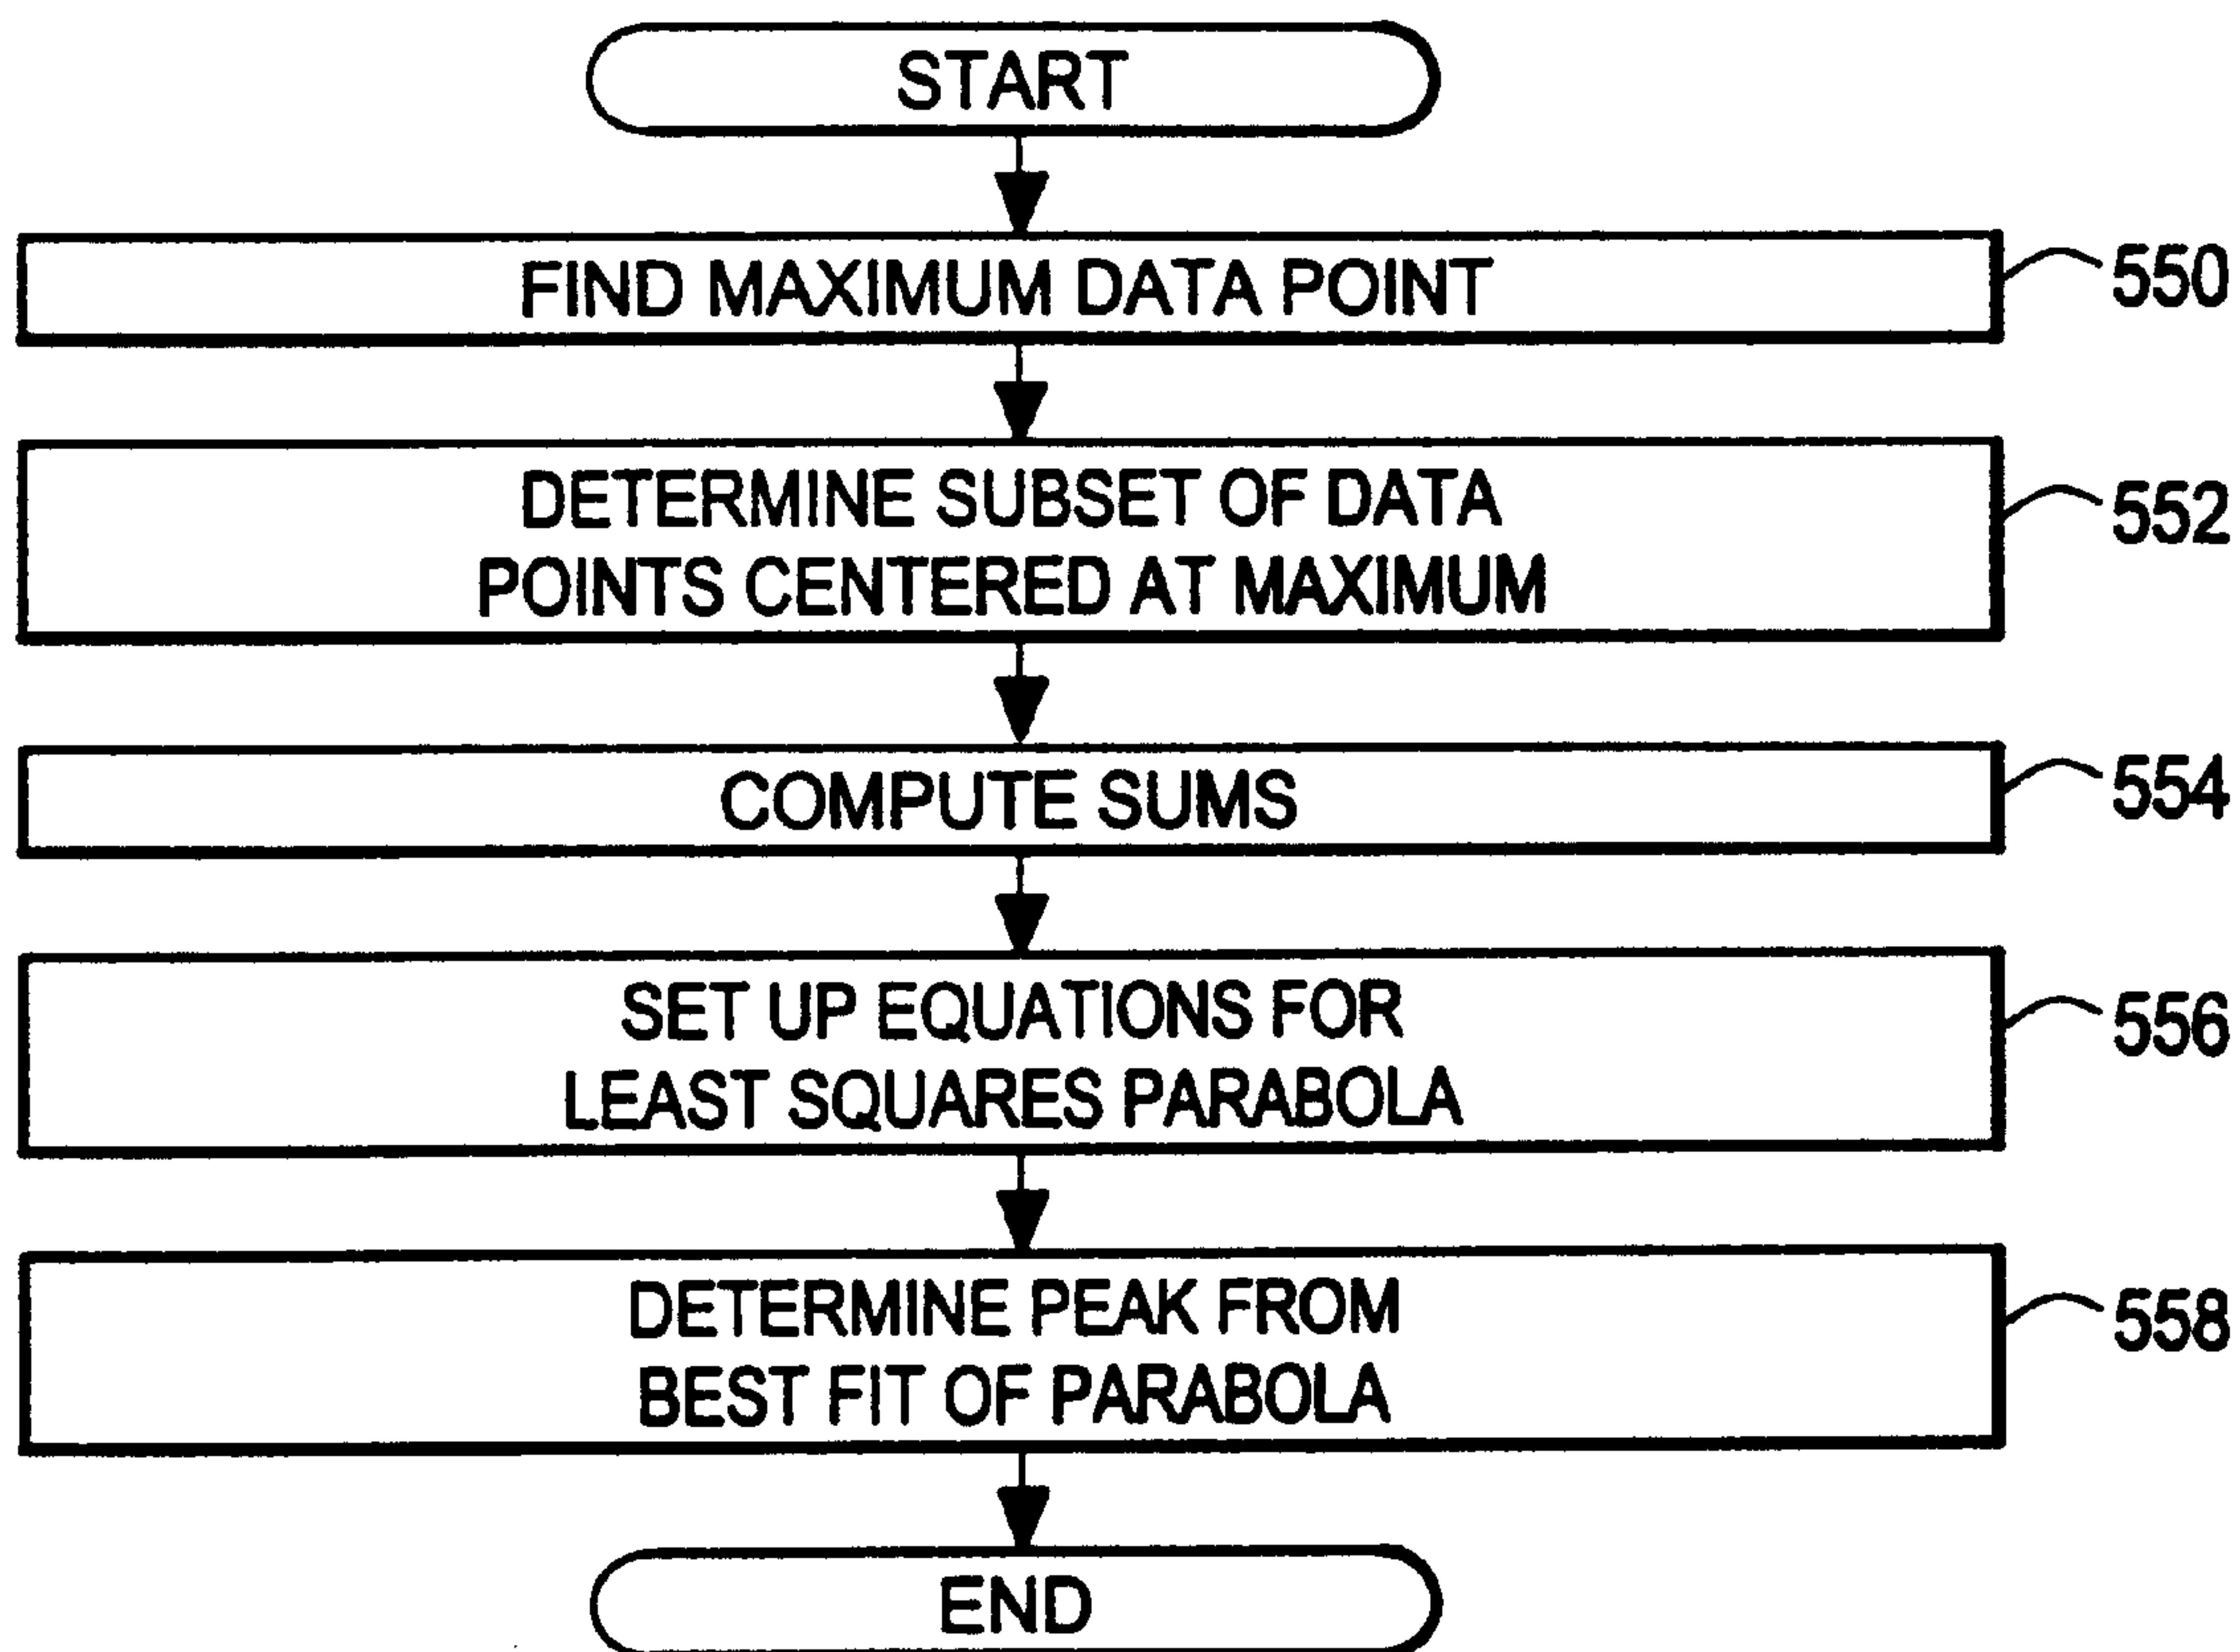 START
FIND MAXIMUM DATA POINT
550
DETERMINE SUBSET OF DATA
POINTS CENTERED AT MAXIMUM
552
COMPUTE SUMS
554
SET UP EQUATIONS FOR
LEAST SQUARES PARABOLA
556
DETERMINE PEAK FROM
BEST FIT OF PARABOLA
558
END